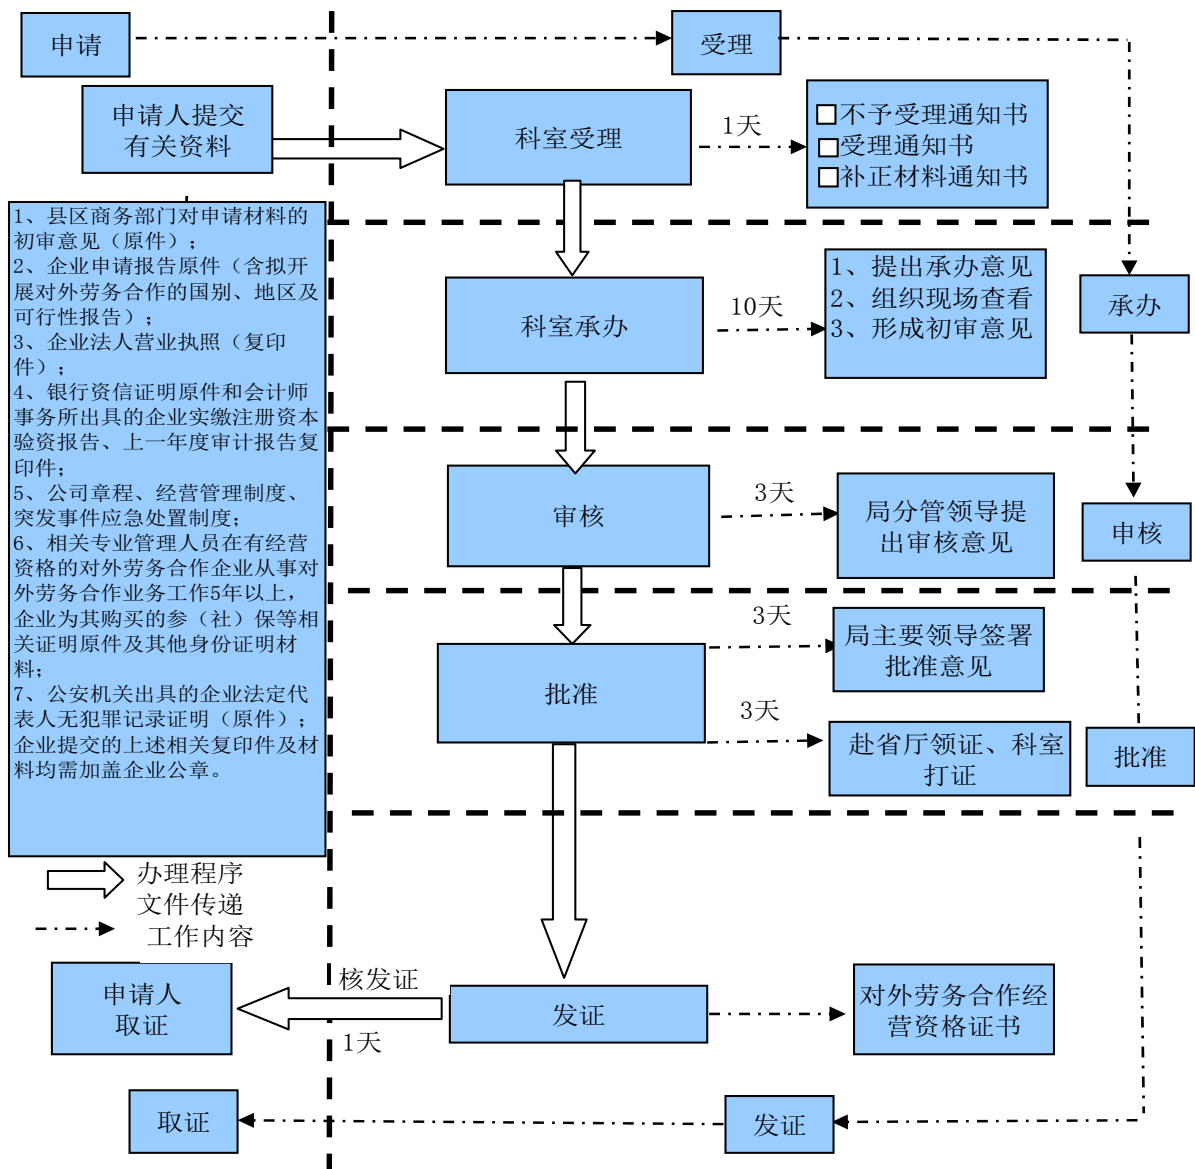 申请
受理
申请人提交
有关资料
科室受理
1天
不予受理通知书
受理通知书
补正材料通知书
1、县区商务部门对申请材料的
初审意见（原件）；
2、企业申请报告原件（含拟开
展对外劳务合作的国别、地区及
可行性报告）；
3、企业法人营业执照（复印
件）；
4、银行资信证明原件和会计师
事务所出具的企业实缴注册资本
验资报告、上一年度审计报告复
印件；
5、公司章程、经营管理制度、
突发事件应急处置制度；
6、相关专业管理人员在有经营
资格的对外劳务合作企业从事对
外劳务合作业务工作5年以上，
企业为其购买的参（社）保等相
关证明原件及其他身份证明材
料；
7、公安机关出具的企业法定代
表人无犯罪记录证明（原件）；
企业提交的上述相关复印件及材
料均需加盖企业公章。
科室承办
10天
1、提出承办意见
2、组织现场查看
3、形成初审意见
承办
审核
3天
局分管领导提
出审核意见
申核
批准
3天
局主要领导签署
批准意见
3天
赴省厅领证、科室
打证
批准
办理程序
文件传递
工作内容
申请人
取证
核发证
1天
发证
对外劳务合作经
营资格证书
取证
发证